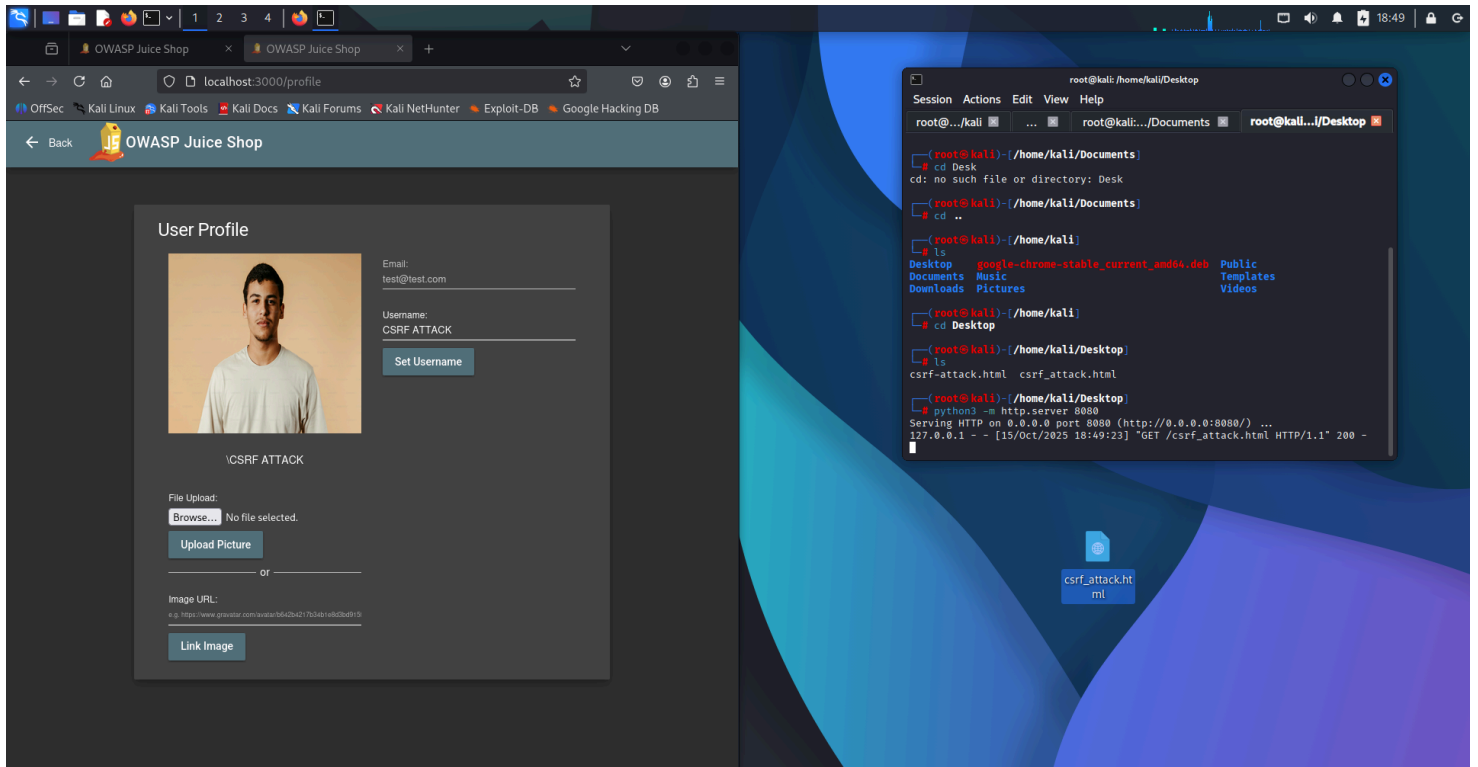 1 2 3 4
18:49
OWASP Juice Shop
OWASP Juice Shop
localhost:3000/profile
OffSec Kali Linux Kali Tools Kali Docs Kali Forums Kali NetHunter Exploit-DB Google Hacking DB
Back OWASP Juice Shop
User Profile
Email:
test@test.com
Username:
CSRF ATTACK
Set Username
\CSRF ATTACK
File Upload:
Browse... No file selected.
Upload Picture
or
Image URL:
e.g. https://www.gravatar.com/avatar/
Link Image
root@kali: /home/kali/Desktop
Session Actions Edit View Help
root@.../kali ... root@kali:.../Documents root@kali...i/Desktop
(root㉿kali)-[/home/kali/Documents]
# cd Desk
cd: no such file or directory: Desk
(root㉿kali)-[/home/kali/Documents]
# cd ..
(root㉿kali)-[/home/kali]
# ls
Desktop google-chrome-stable_current_amd64.deb Public
Documents Music Templates
Downloads Pictures Videos
(root㉿kali)-[/home/kali]
# cd Desktop
(root㉿kali)-[/home/kali/Desktop]
# ls
csrf-attack.html csrf_attack.html
(root㉿kali)-[/home/kali/Desktop]
# python3 -m http.server 8080
Serving HTTP on 0.0.0.0 port 8080 (http://0.0.0.0:8080/) ...
127.0.0.1 - - [15/Oct/2025 18:49:23] "GET /csrf_attack.html HTTP/1.1" 200 -
csrf_attack.ht
ml